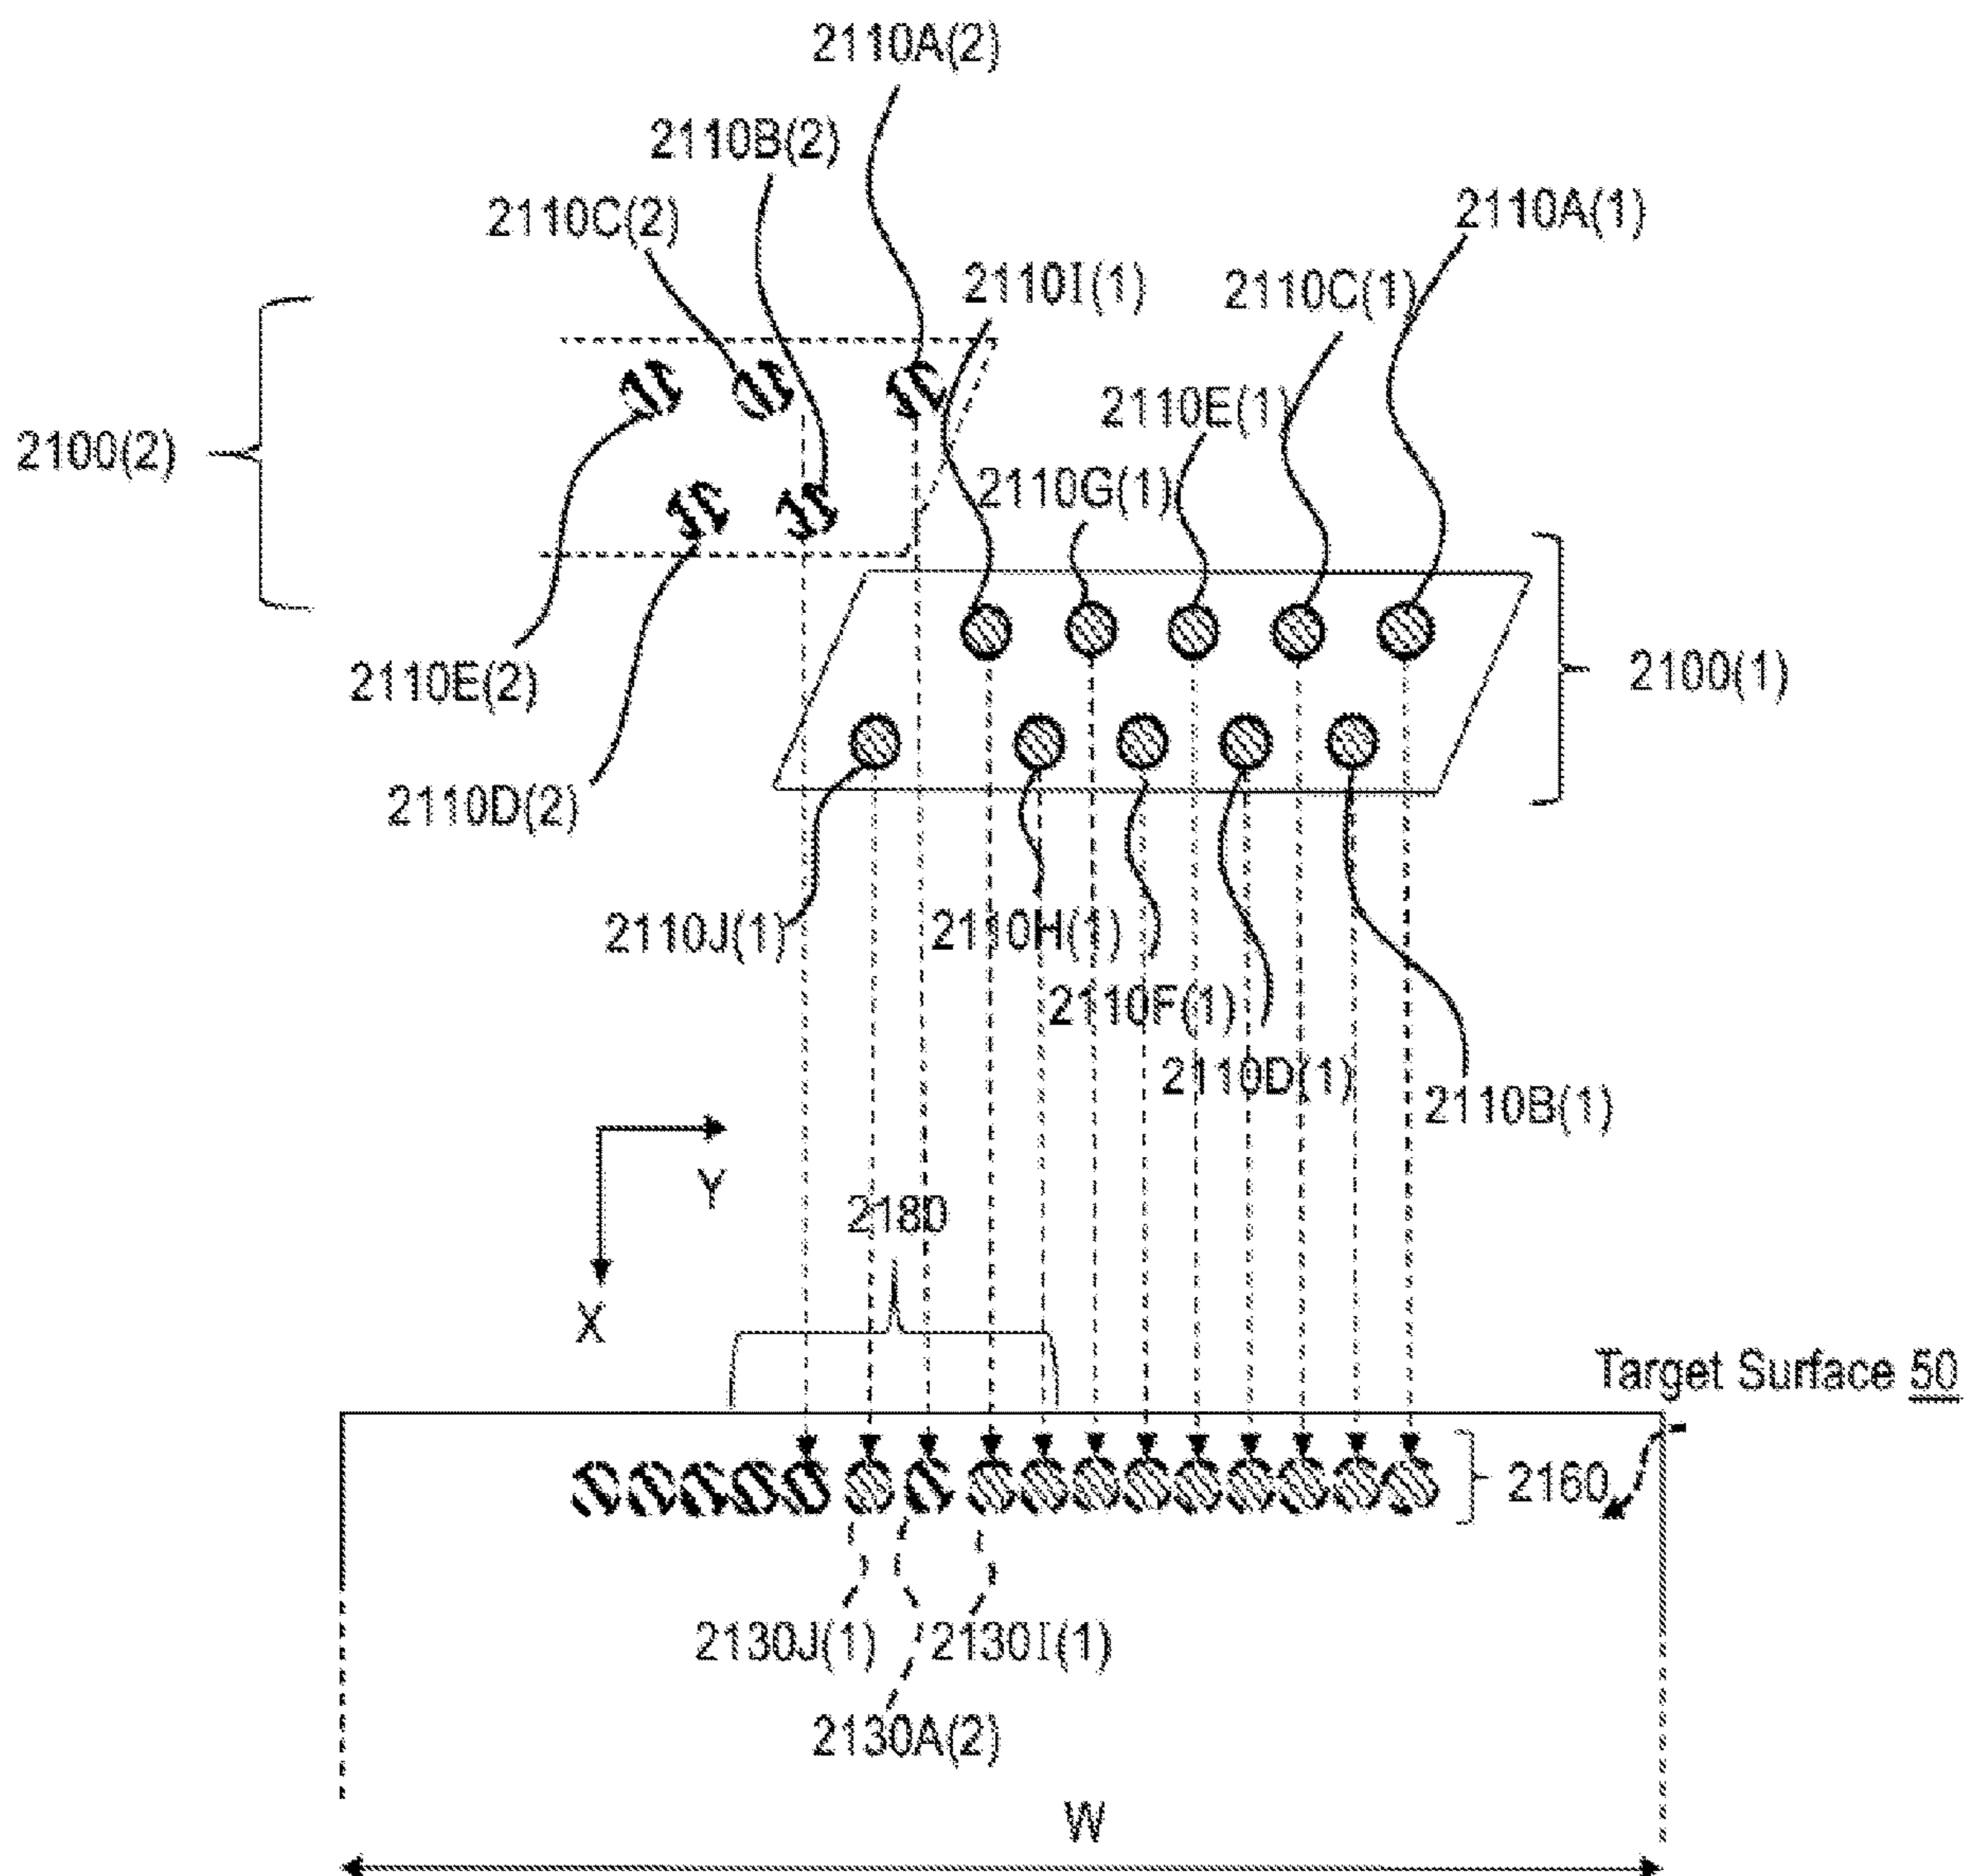 2110A(2)
2110B(2)
2110C(2)
2110A(1)
2110I(1)
2110C(1)
2110E(1)
2100(2)
2110G(1)
2110E(2)
2100(1)
2110D(2)
2110J(1)
2110H(1)
2110F(1)
2110D(1)
2110B(1)
Y
2180
X
Target Surface 50
2160
2130J(1)
2130I(1)
2130A(2)
W